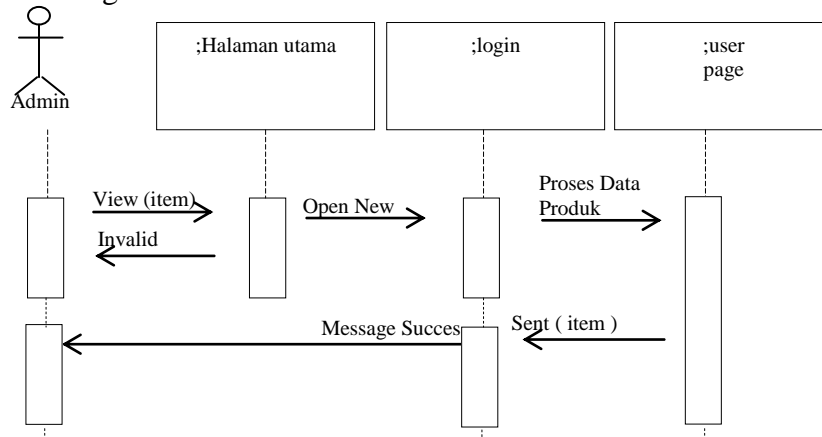 ;Halaman utama
;login
;user
page
Admin
View (item)
Open New
Proses Data
Produk
Invalid
Message Succes
Sent ( item )